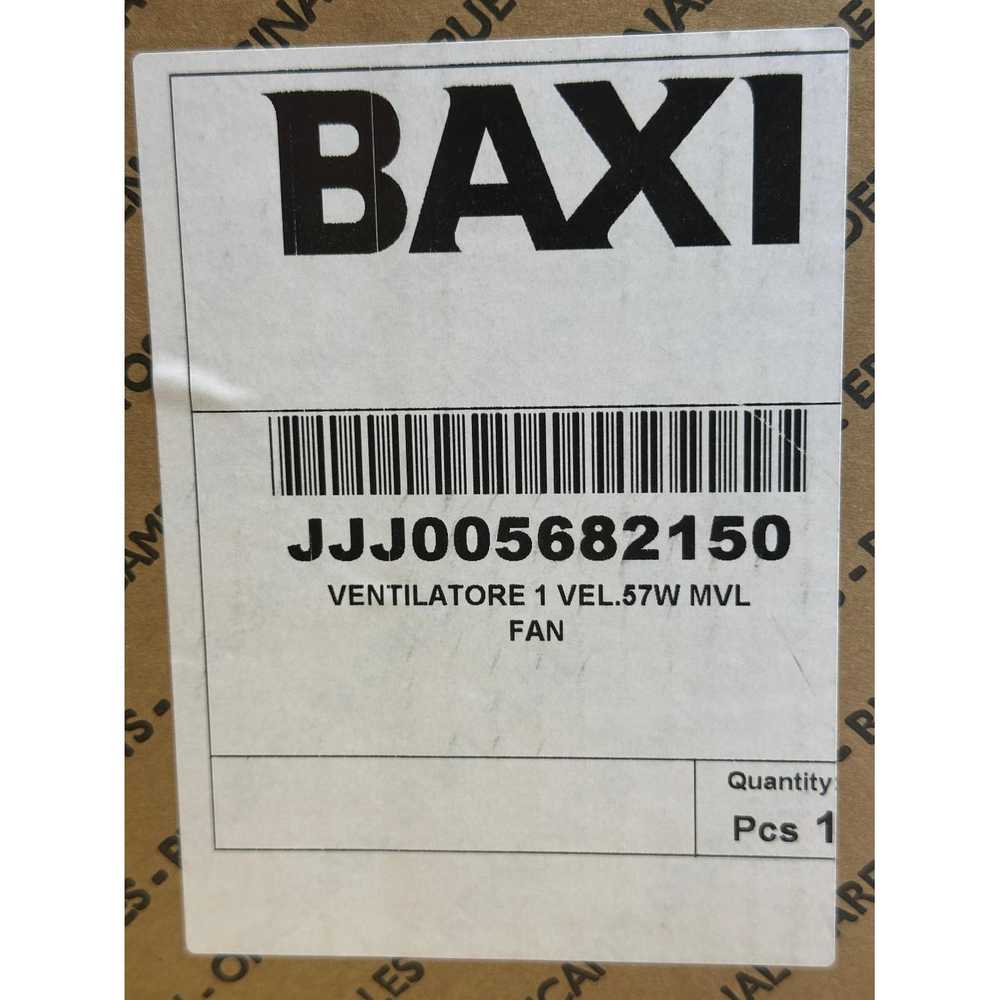 BAXI
JJJ005682150
VENTILATORE 1 VEL.57W MVL
FAN
Quantity:
Pcs 1